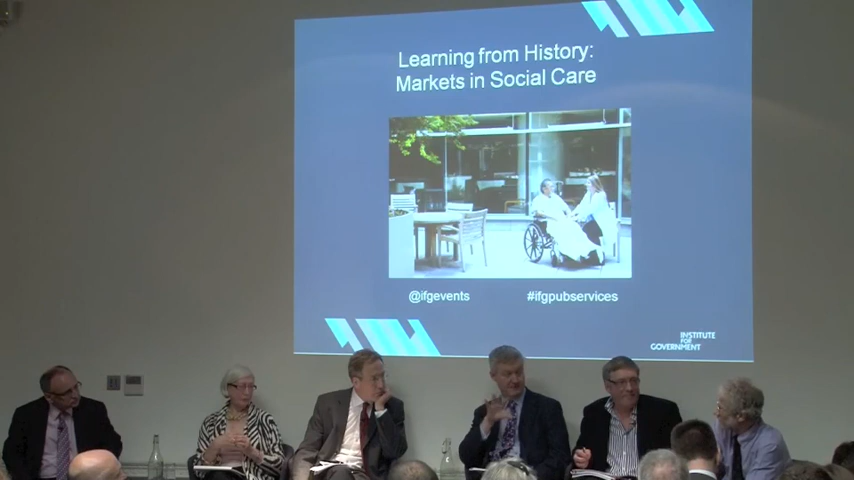 Learning from History:
Markets in Social Care
@ifgevents
#ifgpubservices
INSTITUTE
FOR
GOVERNMENT